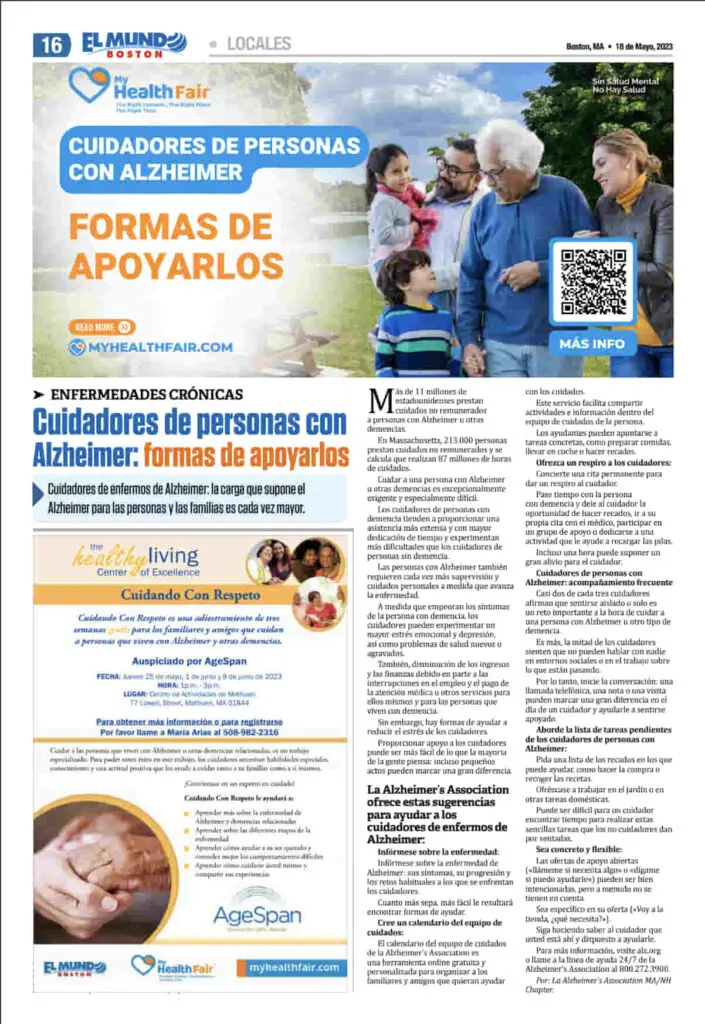 16
EL MUNDO
BOSTON
LOCALES
Boston, MA • 18 de Mayo, 2023
My
HealthFair
The Right Lesson, The Right Place
The Right Time.
Sin Salud Mental
No Hay Salud
CUIDADORES DE PERSONAS
CON ALZHEIMER
FORMAS DE
APOYARLOS
READ MORE
MYHEALTHFAIR.COM
MÁS INFO
➤ ENFERMEDADES CRÓNICAS
Cuidadores de personas con
Alzheimer: formas de apoyarlos
Cuidadores de enfermos de Alzheimer: la carga que supone el
Alzheimer para las personas y las familias es cada vez mayor.
the
healthy living
Center of Excellence
Cuidando Con Respeto
Cuidando Con Respeto es una adiestramiento de tres
semanas gratis para los familiares y amigos que cuidan
a personas que viven con Alzheimer y otras demencias.
Auspiciado por AgeSpan
FECHA: Jueves 25 de mayo, 1 de junio y 8 de junio de 2023
HORA: 1p.m. - 3p.m.
LUGAR: Centro de Actividades de Methuen
77 Lowell, Street, Methuen, MA 01844
Para obtener más información o para registrarse
Por favor llame a María Arias al 508-982-2316
Cuidar a las personas que viven con Alzheimer u otras demencias relacionadas, es un trabajo
especializado. Para poder tener éxito en este trabajo, los cuidadores necesitan habilidades especiales,
conocimiento y una actitud positiva que les ayude a cuidar tanto a su familiar como a sí mismos.
¡Conviértase en un experto en cuidado!
Cuidando Con Respeto le ayudará a:
Aprender más sobre la enfermedad de
Alzheimer y demencias relacionadas
Aprender sobre las diferentes etapas de la
enfermedad.
Aprender cómo ayudar a su ser querido y
entender mejor los comportamientos difíciles
Aprender cómo cuidarse usted mismo y
compartir sus experiencias
AgeSpan
EL MUNDO
BOSTON
My
HealthFair
myhealthfair.com
Más de 11 millones de
estadounidenses prestan
cuidados no remunerados
a personas con Alzheimer u otras
demencias.
En Massachusetts, 213.000 personas
prestan cuidados no remunerados y se
calcula que realizan 87 millones de horas
de cuidados.
Cuidar a una persona con Alzheimer
u otras demencias es excepcionalmente
exigente y especialmente difícil.
Los cuidadores de personas con
demencia tienden a proporcionar una
asistencia más extensa y con mayor
dedicación de tiempo y experimentan
más dificultades que los cuidadores de
personas sin demencia.
Las personas con Alzheimer también
requieren cada vez más supervisión y
cuidados personales a medida que avanza
la enfermedad.
A medida que empeoran los síntomas
de la persona con demencia, los
cuidadores pueden experimentar un
mayor estrés emocional y depresión,
así como problemas de salud nuevos o
agravados.
También, disminución de los ingresos
y las finanzas debido en parte a las
interrupciones en el empleo y el pago de
la atención médica u otros servicios para
ellos mismos y para las personas que
viven con demencia.
Sin embargo, hay formas de ayudar a
reducir el estrés de los cuidadores.
Proporcionar apoyo a los cuidadores
puede ser más fácil de lo que la mayoría
de la gente piensa: incluso pequeños
actos pueden marcar una gran diferencia.
La Alzheimer's Association
ofrece estas sugerencias
para ayudar a los
cuidadores de enfermos de
Alzheimer:
Infórmese sobre la enfermedad:
Infórmese sobre la enfermedad de
Alzheimer: sus síntomas, su progresión y
los retos habituales a los que se enfrentan
los cuidadores.
Cuanto más sepa, más fácil le resultará
encontrar formas de ayudar.
Cree un calendario del equipo de
cuidados:
El calendario del equipo de cuidados
de la Alzheimer's Association es
una herramienta online gratuita y
personalizada para organizar a los
familiares y amigos que quieran ayudar
con los cuidados.
Este servicio facilita compartir
actividades e información dentro del
equipo de cuidados de la persona.
Los ayudantes pueden apuntarse a
tareas concretas, como preparar comidas,
llevar en coche o hacer recados.
Ofrezca un respiro a los cuidadores:
Concierte una cita permanente para
dar un respiro al cuidador.
Pase tiempo con la persona
con demencia y deje al cuidador la
oportunidad de hacer recados, ir a su
propia cita con el médico, participar en
un grupo de apoyo o dedicarse a una
actividad que le ayude a recargar las pilas.
Incluso una hora puede suponer un
gran alivio para el cuidador.
Cuidadores de personas con
Alzheimer: acompañamiento frecuente
Casi dos de cada tres cuidadores
afirman que sentirse aislado o solo es
un reto importante a la hora de cuidar a
una persona con Alzheimer u otro tipo de
demencia.
Es más, la mitad de los cuidadores
sienten que no pueden hablar con nadie
en entornos sociales o en el trabajo sobre
lo que están pasando.
Por lo tanto, inicie la conversación: una
llamada telefónica, una nota o una visita
pueden marcar una gran diferencia en el
día de un cuidador y ayudarle a sentirse
apoyado.
Aborde la lista de tareas pendientes
de los cuidadores de personas con
Alzheimer:
Pida una lista de los recados en los que
puede ayudar, como hacer la compra o
recoger las recetas.
Ofrézcase a trabajar en el jardín o en
otras tareas domésticas.
Puede ser difícil para un cuidador
encontrar tiempo para realizar estas
sencillas tareas que los no cuidadores dan
por sentadas.
Sea concreto y flexible:
Las ofertas de apoyo abiertas
(«llámeme si necesita algo» o «dígame
si puedo ayudarle») pueden ser bien
intencionadas, pero a menudo no se
tienen en cuenta.
Sea específico en su oferta («Voy a la
tienda, ¿qué necesita?»).
Siga haciendo saber al cuidador que
usted está ahí y dispuesto a ayudarle.
Para más información, visite alz.org
o llame a la línea de ayuda 24/7 de la
Alzheimer's Association al 800.272.3900.
Por: La Alzheimer's Association MA/NH
Chapter.